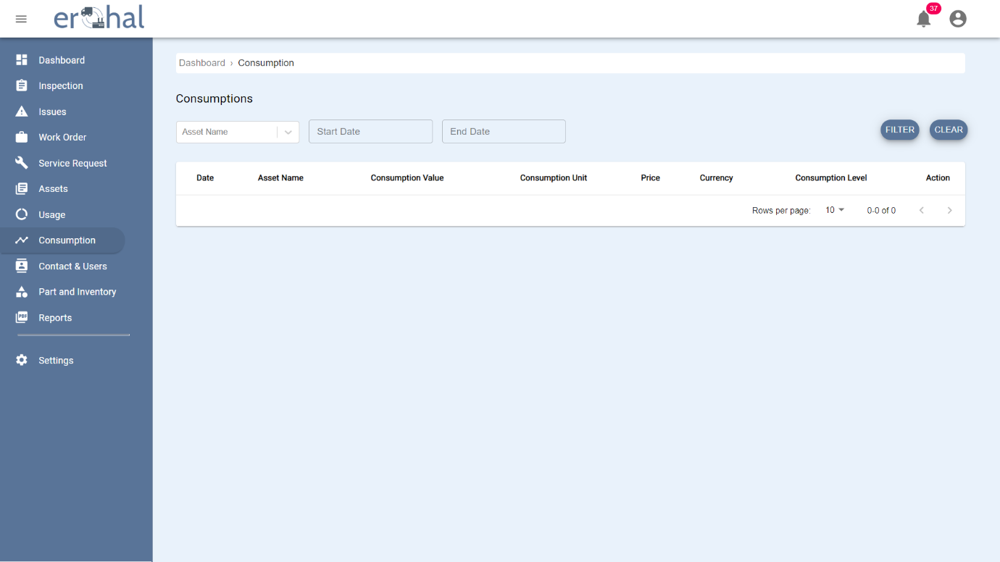 erohal
37
Dashboard
Inspection
Issues
Work Order
Service Request
Assets
Usage
Consumption
Contact & Users
Part and Inventory
PDF
Reports
Settings
Dashboard › Consumption
Consumptions
Asset Name
Start Date
End Date
FILTER
CLEAR
Date Asset Name Consumption Value Consumption Unit Price Currency Consumption Level Action
Rows per page: 10 0-0 of 0